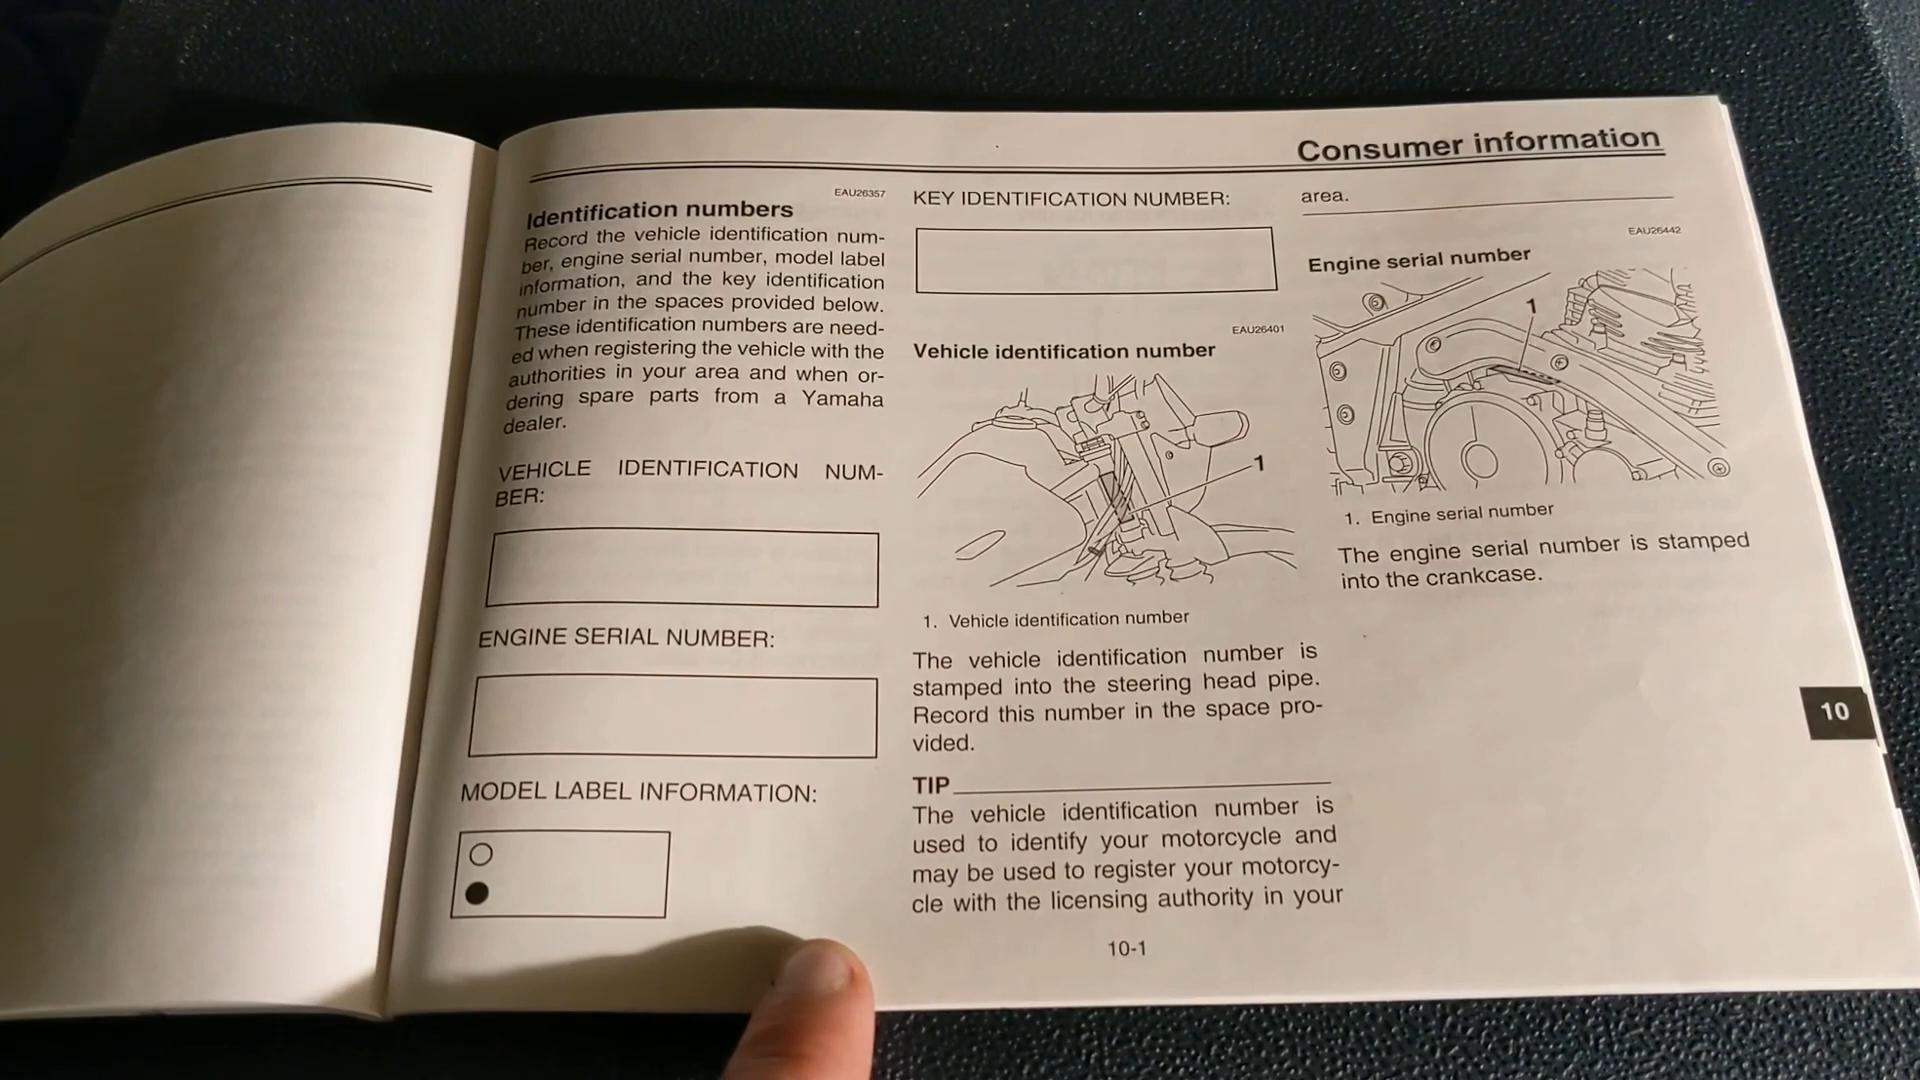 Consumer information
EAU26357
Identification numbers
Record the vehicle identification num-
ber, engine serial number, model label
information, and the key identification
number in the spaces provided below.
These identification numbers are need-
ed when registering the vehicle with the
authorities in your area and when or-
dering spare parts from a Yamaha
dealer.
VEHICLE IDENTIFICATION NUM-
BER:
ENGINE SERIAL NUMBER:
MODEL LABEL INFORMATION:
KEY IDENTIFICATION NUMBER:
EAU26401
Vehicle identification number
1
1. Vehicle identification number
The vehicle identification number is
stamped into the steering head pipe.
Record this number in the space pro-
vided.
TIP
The vehicle identification number is
used to identify your motorcycle and
may be used to register your motorcy-
cle with the licensing authority in your
area.
EAU26442
Engine serial number
1
1. Engine serial number
The engine serial number is stamped
into the crankcase.
10
10-1